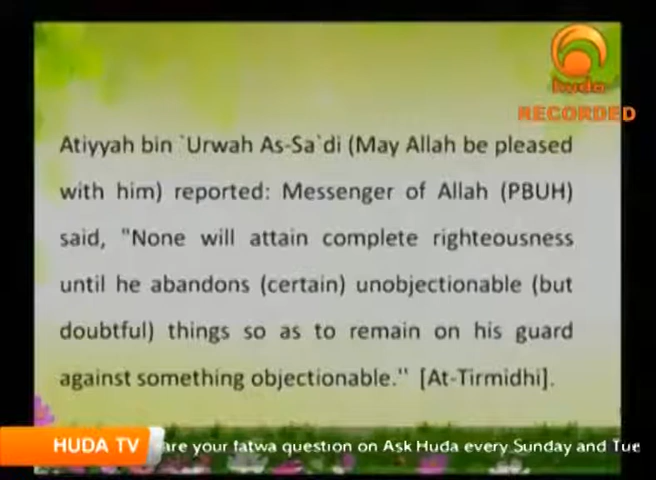 huda
RECORDED
Atiyyah bin `Urwah As-Sa`di (May Allah be pleased
with him) reported: Messenger of Allah (PBUH)
said, "None will attain complete righteousness
until he abandons (certain) unobjectionable (but
doubtful) things so as to remain on his guard
against something objectionable." [At-Tirmidhi].
HUDA TV are your fatwa question on Ask Huda every Sunday and Tue